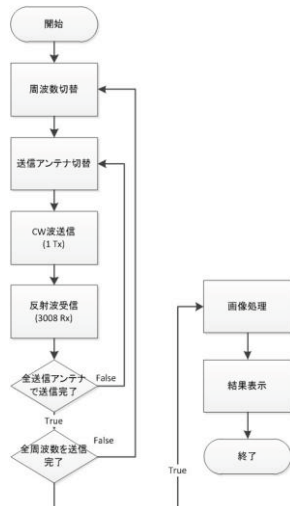 開始
周波数切替
送信アンテナ切替
CW波送信
(1 Tx)
反射波受信
(3008 Rx)
全送信アンテナ
で送信完了
False
True
全周波数を送信
完了
False
True
画像処理
結果表示
終了